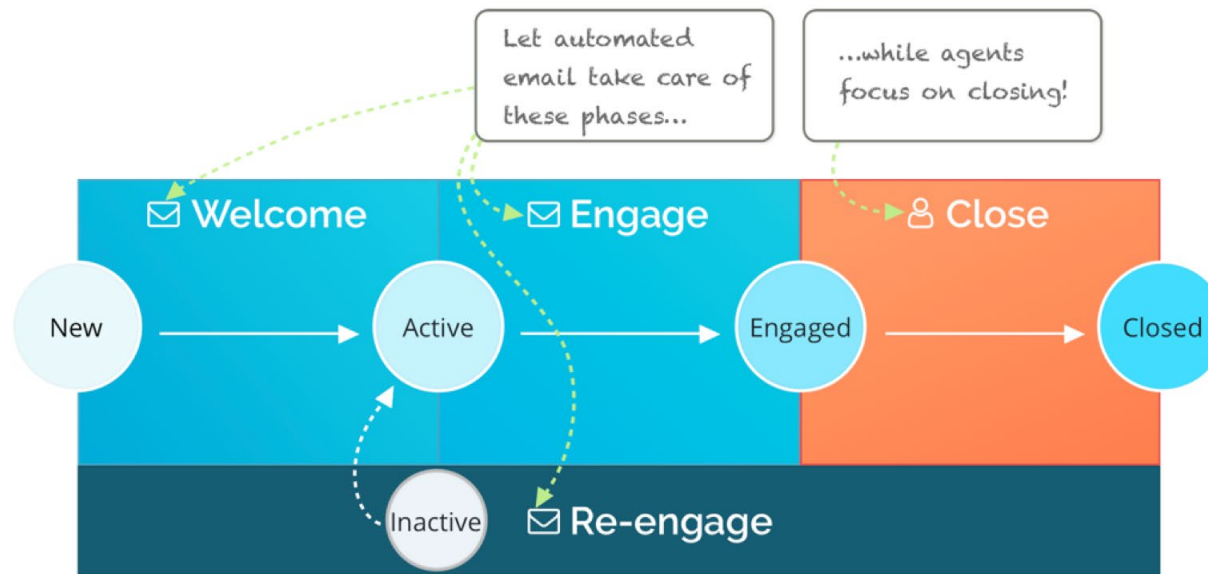 Let automated
email take care of
these phases...
...while agents
focus on closing!
Welcome
Engage
Close
New
Active
Engaged
Closed
Inactive
Re-engage